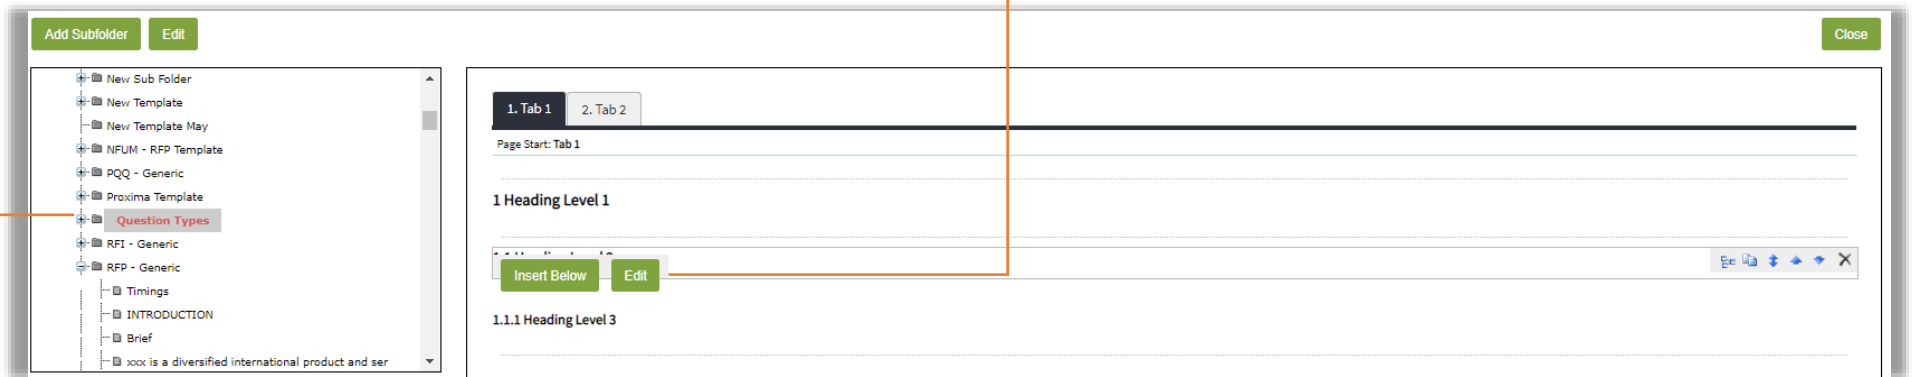 Add Subfolder Edit Close
New Sub Folder
New Template
New Template May
NFUM - RFP Template
PQQ - Generic
Proxima Template
Question Types
RFI - Generic
RFP - Generic
Timings
INTRODUCTION
Brief
xxx is a diversified international product and ser
1. Tab 1 2. Tab 2
Page Start: Tab 1
1 Heading Level 1
Insert Below Edit
1.1.1 Heading Level 3